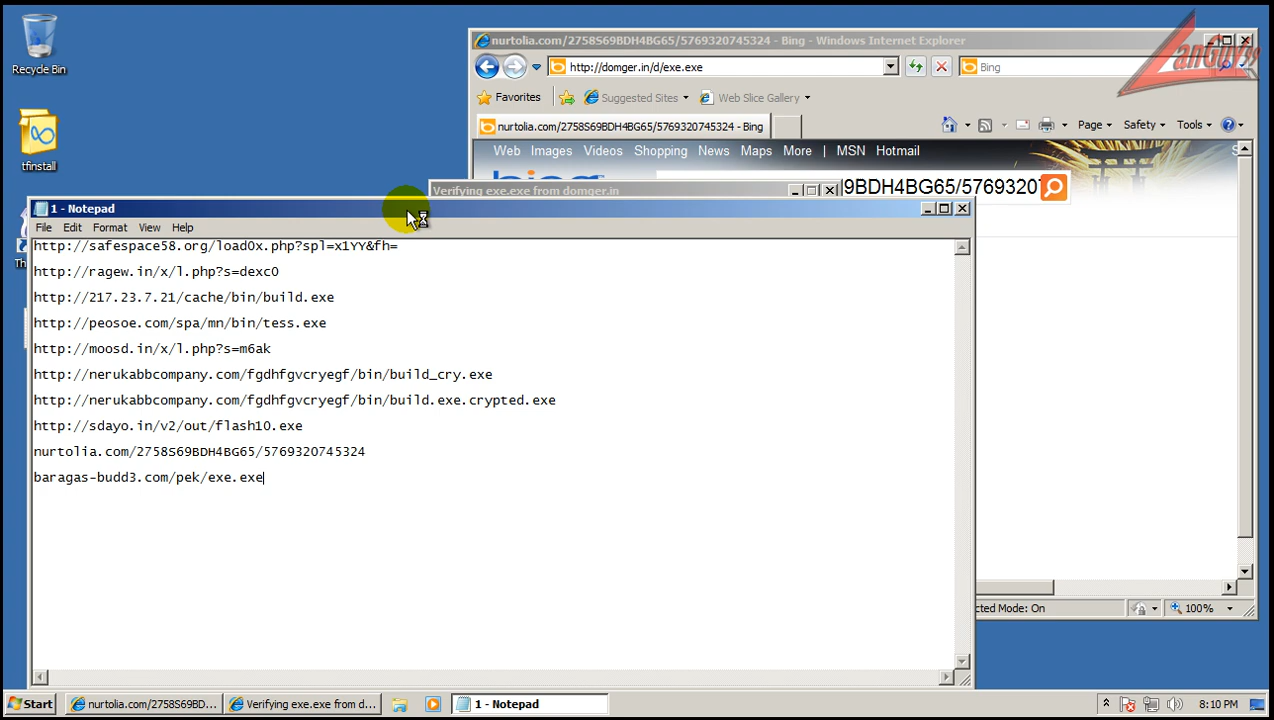 Recycle Bin
tfinstall
Th
nurtolia.com/2758S69BDH4BG65/5769320745324 - Bing - Windows Internet Explorer
http://domger.in/d/exe.exe
Bing
Favorites
Suggested Sites
Web Slice Gallery
nurtolia.com/2758S69BDH4BG65/5769320745324 - Bing
Page
Safety
Tools
Web Images Videos Shopping News Maps More | MSN Hotmail
Verifying exe.exe from domger.in
9BDH4BG65/5769320
1 - Notepad
File Edit Format View Help
http://safespace58.org/load0x.php?spl=x1YY&fh=
http://ragew.in/x/l.php?s=dexc0
http://217.23.7.21/cache/bin/build.exe
http://peosoe.com/spa/mn/bin/tess.exe
http://moosd.in/x/l.php?s=m6ak
http://nerukabbcompany.com/fgdhfgvcryegf/bin/build_cry.exe
http://nerukabbcompany.com/fgdhfgvcryegf/bin/build.exe.crypted.exe
http://sdayo.in/v2/out/flash10.exe
nurtolia.com/2758S69BDH4BG65/5769320745324
baragas-budd3.com/pek/exe.exe
cted Mode: On
100%
Start
nurtolia.com/2758S69BD...
Verifying exe.exe from d...
1 - Notepad
8:10 PM